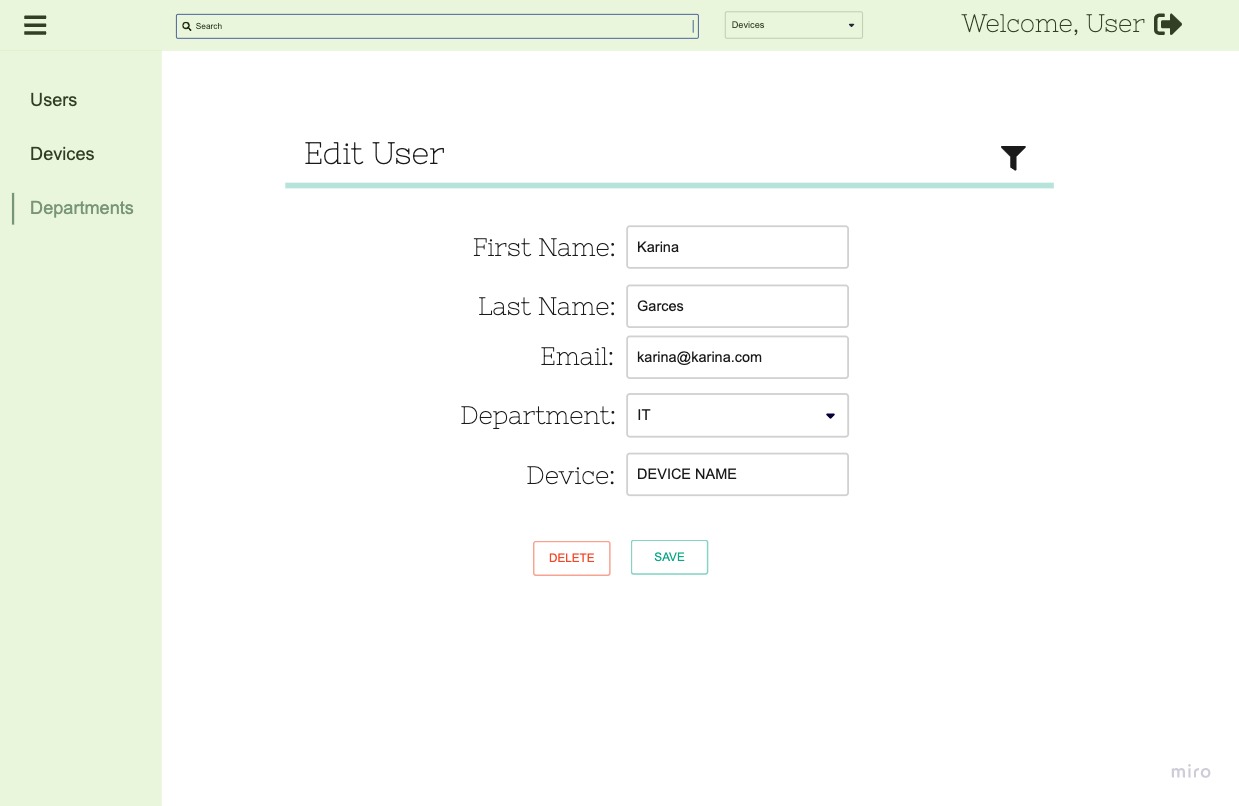 Search
Devices
Welcome, User
Users
Devices
Departments
Edit User
First Name: Karina
Last Name: Garces
Email: karina@karina.com
Department: IT
Device: DEVICE NAME
DELETE SAVE
miro